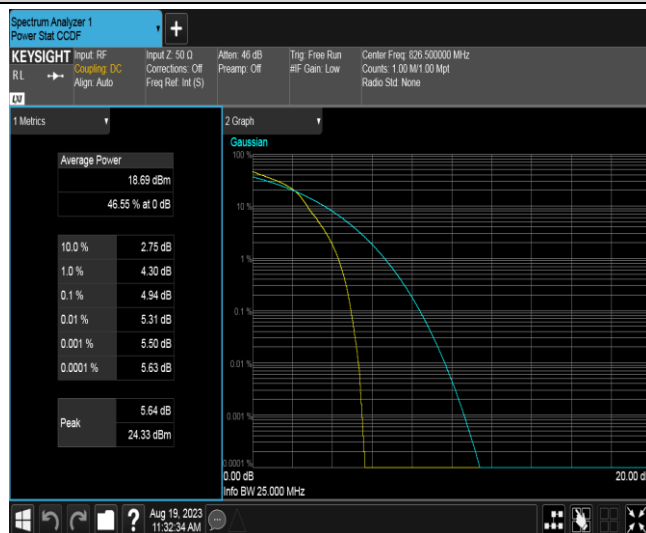 Spectrum Analyzer 1
Power Stat CCDF
+
KEYSIGHT
RL
LXI
Input: RF
Coupling: DC
Align: Auto
Input Z: 50 Ω
Corrections: Off
Freq Ref: Int (S)
Atten: 46 dB
Preamp: Off
Trig: Free Run
#IF Gain: Low
Center Freq: 826.500000 MHz
Counts: 1.00 M/1.00 Mpt
Radio Std: None
1 Metrics
Average Power
18.69 dBm
46.55 % at 0 dB
10.0 % 2.75 dB
1.0 % 4.30 dB
0.1 % 4.94 dB
0.01 % 5.31 dB
0.001 % 5.50 dB
0.0001 % 5.63 dB
Peak
5.64 dB
24.33 dBm
2 Graph
Gaussian
100 %
10 %
1 %
0.1 %
0.01 %
0.001 %
0.0001 %
0.00 dB
20.00 d
Info BW 25.000 MHz
?
Aug 19, 2023
11:32:34 AM